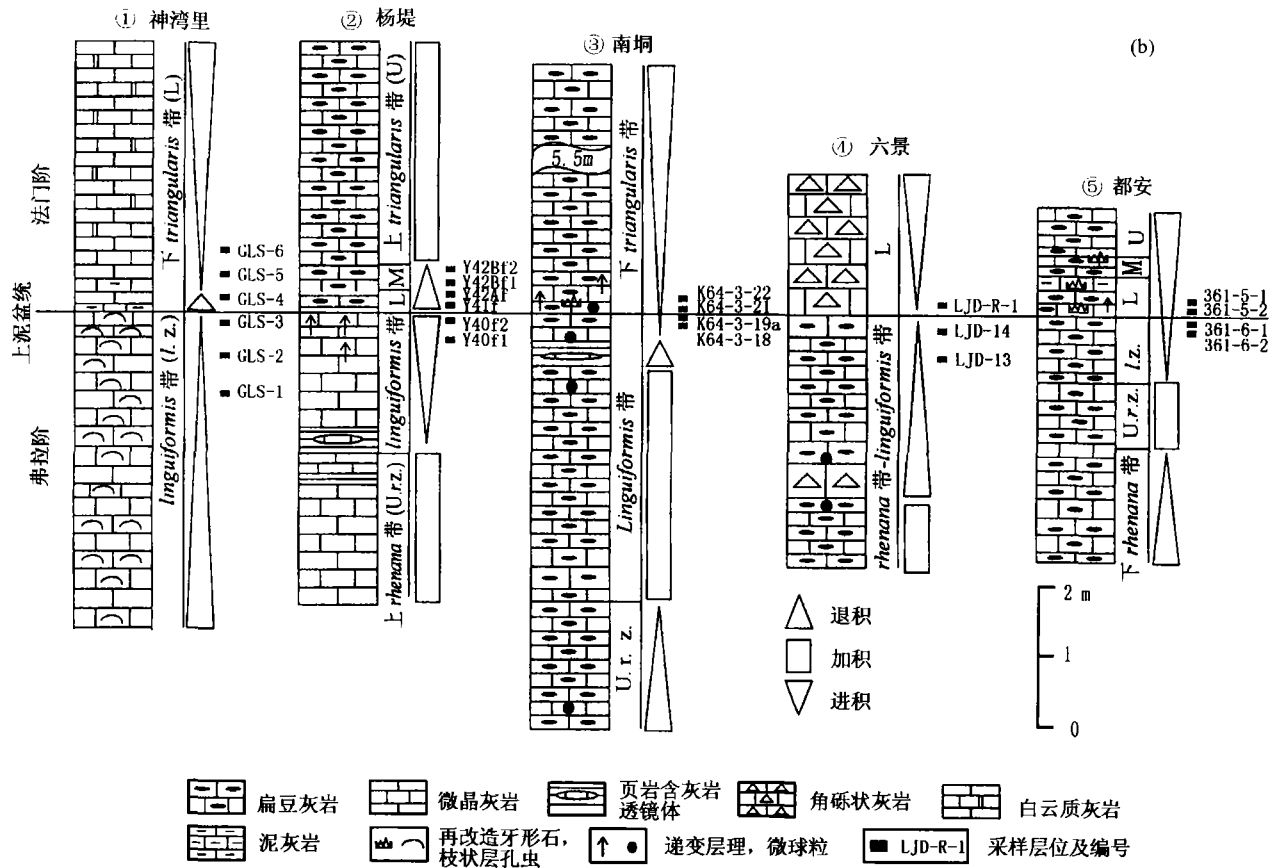 ① 神湾里
② 杨堤
③ 南垌
(b)
④ 六景
⑤ 都安
上泥盆统
法门阶
弗拉阶
下 triangularis 带 (L)
linguiformis 带 (l. z.)
GLS-6
GLS-5
GLS-4
GLS-3
GLS-2
GLS-1
上 triangularis 带 (U)
L M
linguiformis 带
上 rhenana 带 (U.r.z.)
Y42Bf2
Y42Bf1
Y42Af
Y41f
Y40f2
Y40f1
5.5m
下 triangularis 带
Linguiformis 带
U. r. z.
K64-3-22
K64-3-21
K64-3-19a
K64-3-18
L
rhenana 带-linguiformis 带
LJD-R-1
LJD-14
LJD-13
U
M
L
l.z.
U.r.z.
下 rhenana 带
361-5-1
361-5-2
361-6-1
361-6-2
退积
加积
进积
2 m
1
0
扁豆灰岩
微晶灰岩
页岩含灰岩
透镜体
角砾状灰岩
白云质灰岩
泥灰岩
再改造牙形石，
枝状层孔虫
递变层理，微球粒
LJD-R-1
采样层位及编号